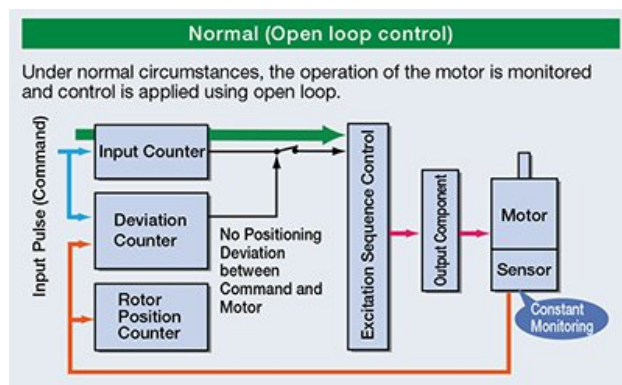 Normal (Open loop control)
Under normal circumstances, the operation of the motor is monitored
and control is applied using open loop.
Input Pulse (Command)
Input Counter
Deviation
Counter
Rotor
Position
Counter
No Positioning
Deviation
between
Command and
Motor
Excitation Sequence Control
Output Component
Motor
Sensor
Constant
Monitoring